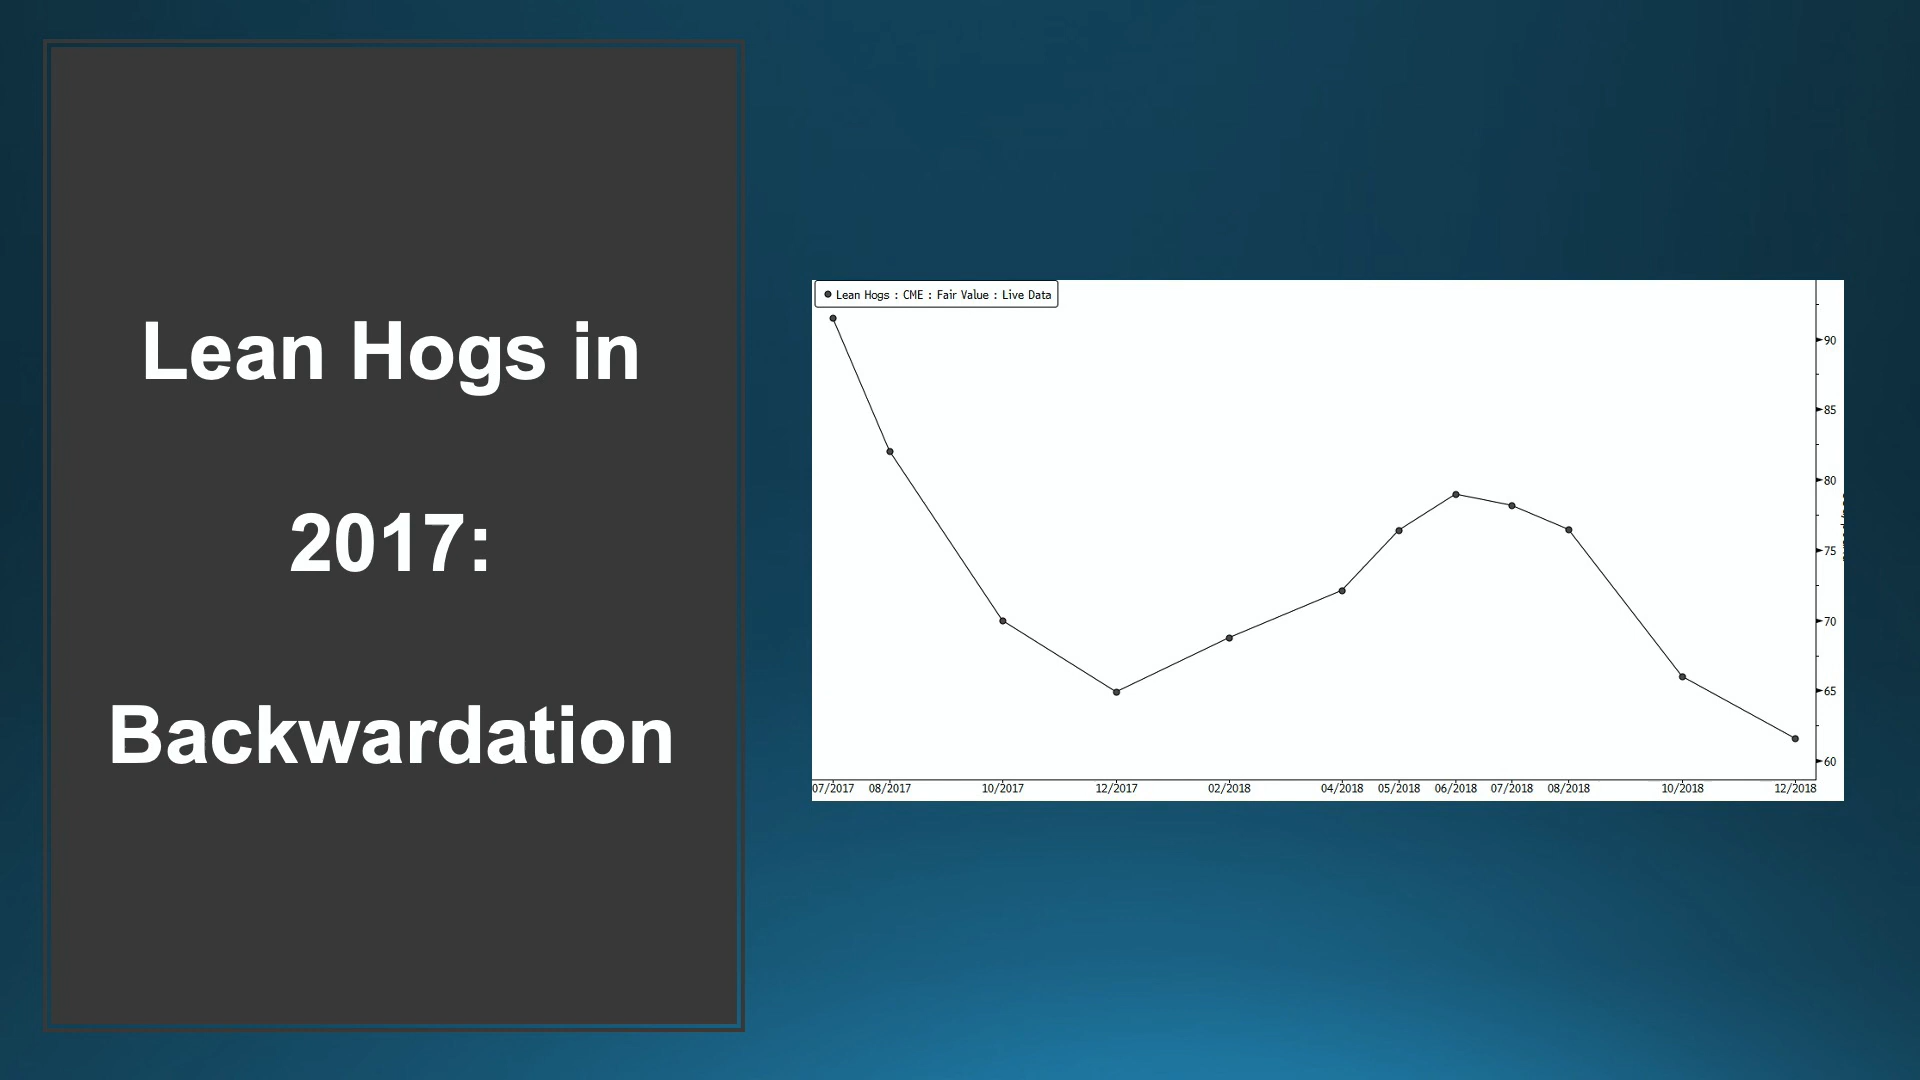 Lean Hogs in
2017:
Backwardation
Lean Hogs : CME : Fair Value : Live Data
90
85
80
75
70
65
60
07/2017 08/2017 10/2017 12/2017 02/2018 04/2018 05/2018 06/2018 07/2018 08/2018 10/2018 12/2018